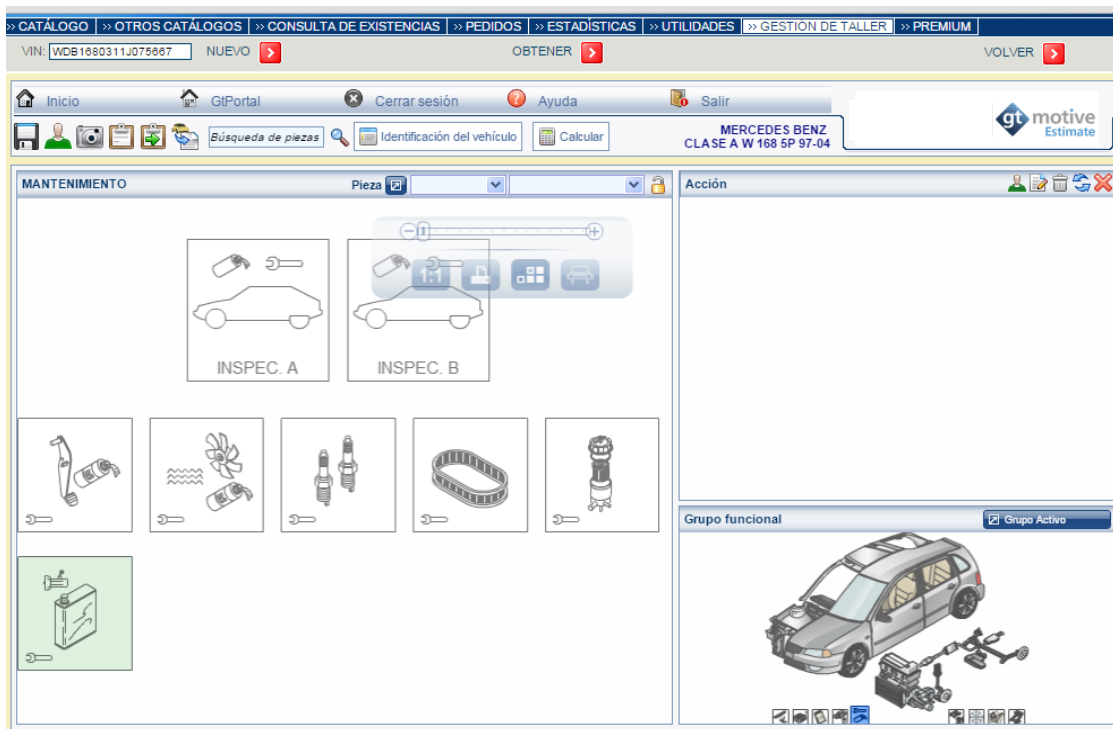 » CATÁLOGO » OTROS CATÁLOGOS » CONSULTA DE EXISTENCIAS » PEDIDOS » ESTADÍSTICAS » UTILIDADES » GESTIÓN DE TALLER » PREMIUM
VIN: WDB1680311J075667 NUEVO OBTENER VOLVER
Inicio GtPortal Cerrar sesión Ayuda Salir
gt motive
Estimate
Búsqueda de piezas Identificación del vehículo Calcular
MERCEDES BENZ
CLASE A W 168 5P 97-04
MANTENIMIENTO Pieza Acción
1:1
INSPEC. A INSPEC. B
Grupo funcional Grupo Activo